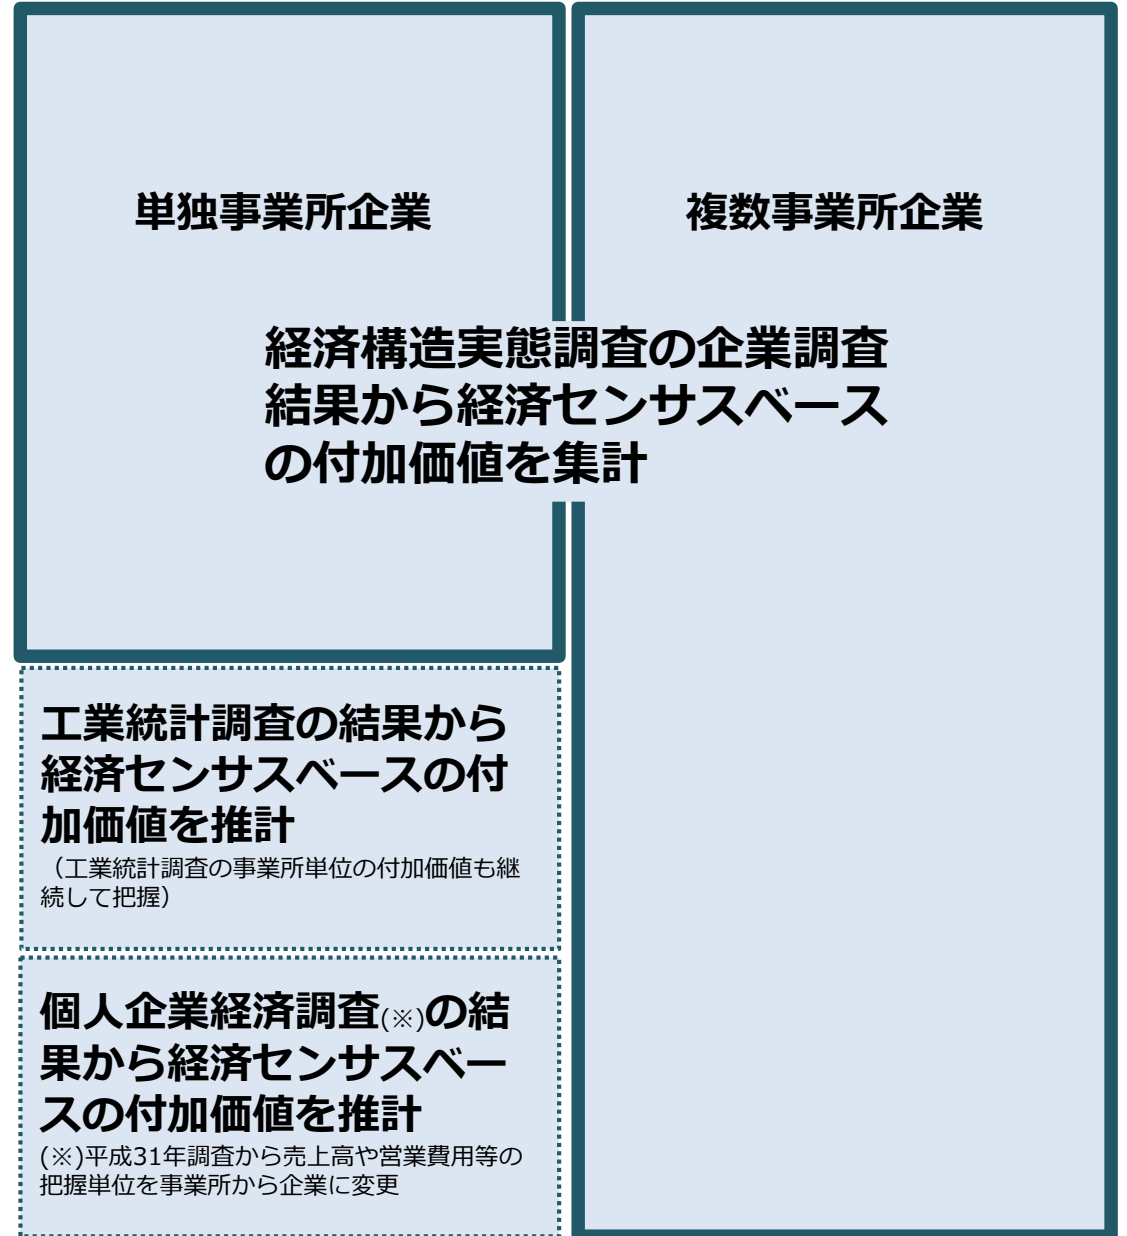 単独事業所企業
複数事業所企業
経済構造実態調査の企業調査
結果から経済センサスベース
の付加価値を集計
工業統計調査の結果から
経済センサスベースの付
加価値を推計
（工業統計調査の事業所単位の付加価値も継
続して把握）
個人企業経済調査(※)の結
果から経済センサスベー
スの付加価値を推計
(※)平成31年調査から売上高や営業費用等の
把握単位を事業所から企業に変更